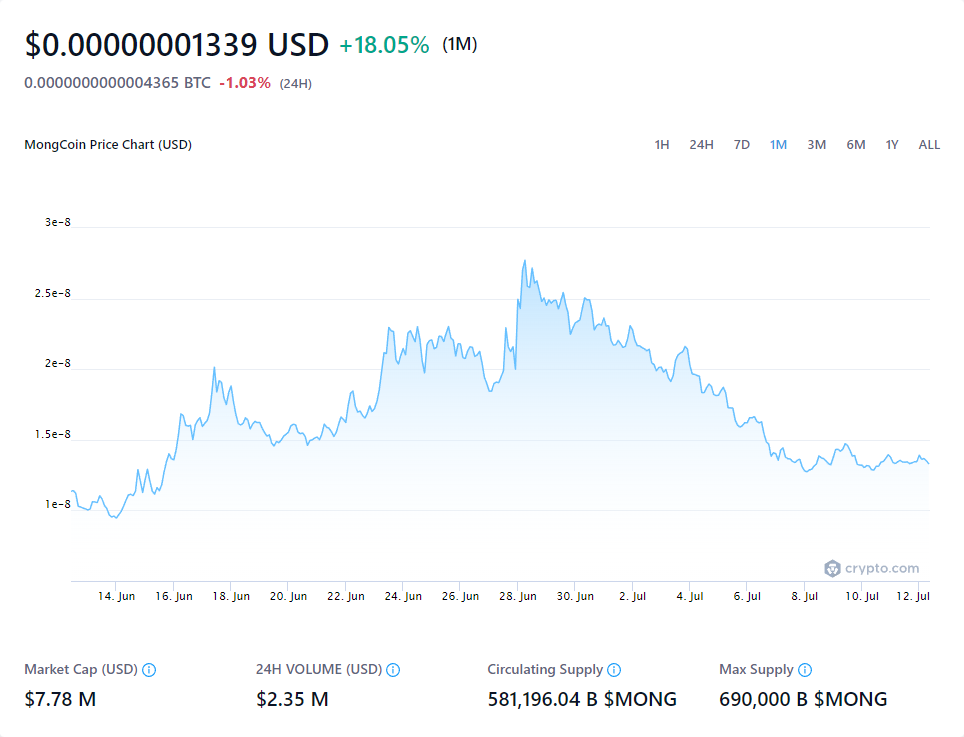 $0.00000001339 USD +18.05% (1M)
0.0000000000004365 BTC -1.03% (24H)
MongCoin Price Chart (USD) 1H 24H 7D 1M 3M 6M 1Y ALL
3e-8
2.5e-8
2e-8
1.5e-8
1e-8
crypto.com
14. Jun 16. Jun 18. Jun 20. Jun 22. Jun 24. Jun 26. Jun 28. Jun 30. Jun 2. Jul 4. Jul 6. Jul 8. Jul 10. Jul 12. Jul
Market Cap (USD) 24H VOLUME (USD) Circulating Supply Max Supply
$7.78 M $2.35 M 581,196.04 B $MONG 690,000 B $MONG